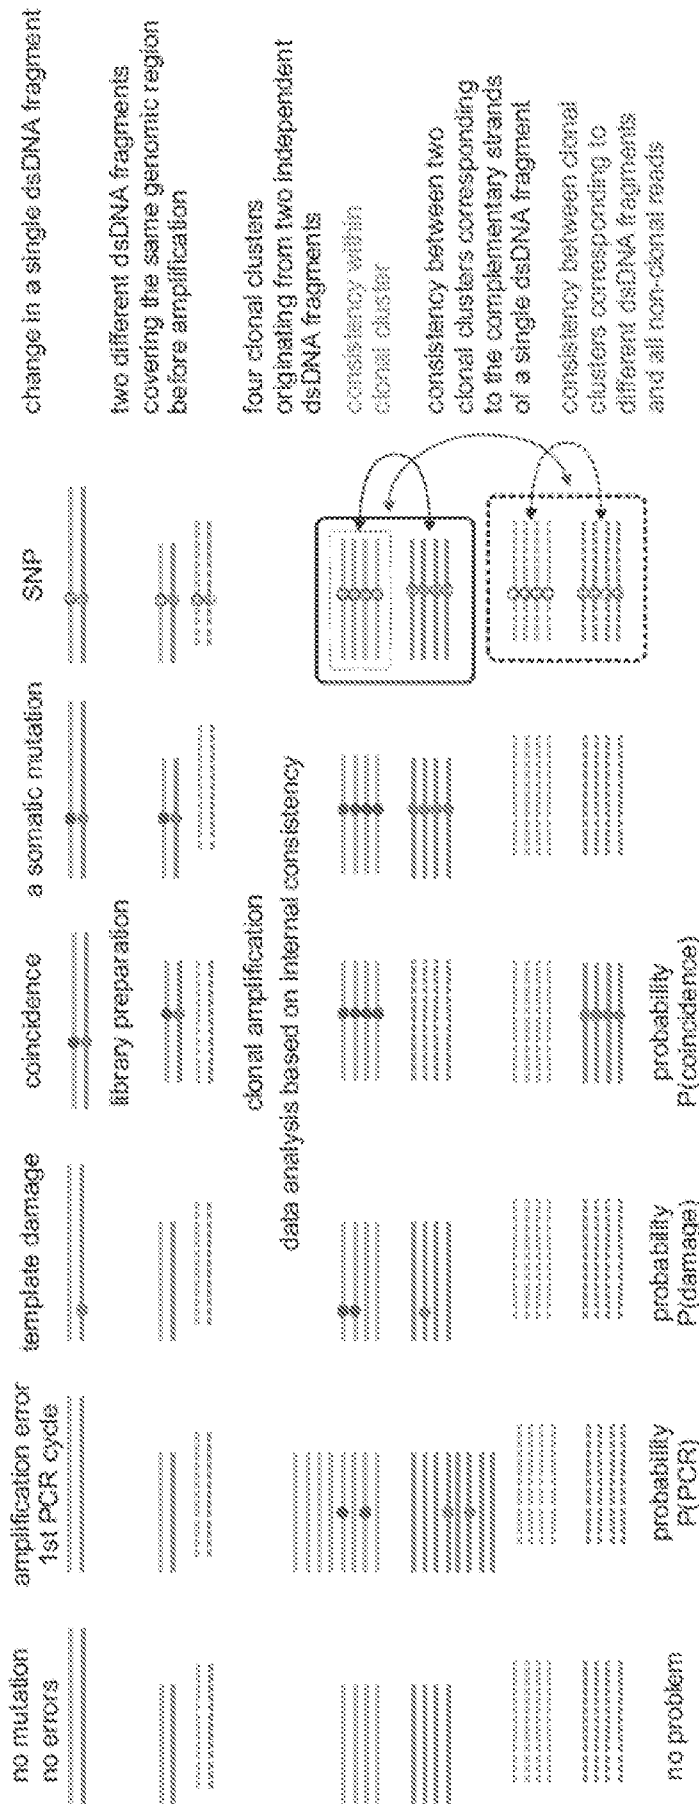 no mutation
no errors
amplification error
1st PCR cycle
template damage
coincidence
a somatic mutation
SNP
change in a single dsDNA fragment
library preparation
two different dsDNA fragments
covering the same genomic region
before amplification
clonal amplification
data analysis based on internal consistency
four clonal clusters
originating from two independent
dsDNA fragments
consistency within
clonal cluster
consistency between two
clonal clusters corresponding
to the complementary strands
of a single dsDNA fragment
consistency between clonal
clusters corresponding to
different dsDNA fragments
and all non-clonal reads
no problem
probability
P(PCR)
probability
P(damage)
probability
P(coincidence)